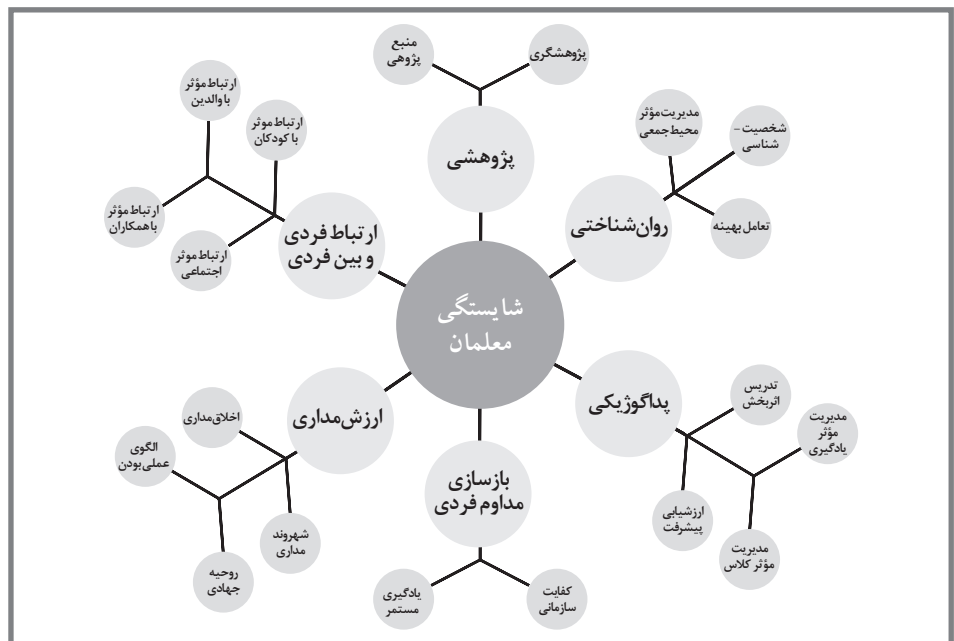 منبع
پژوهی
پژوهشگری
پژوهشی
ارتباط مؤثر
با والدین
ارتباط موثر
با کودکان
ارتباط مؤثر
با همکاران
ارتباط موثر
اجتماعی
ارتباط فردی
و بین فردی
مدیریت مؤثر
محیط جمعی
شخصیت –
شناسی
تعامل بهینه
روان‌شناختی
شایستگی
معلمان
پداگوژیکی
تدریس
اثربخش
مدیریت
مؤثر
یادگیری
ارزشیابی
پیشرفت
مدیریت
مؤثر کلاس
ارزش‌مداری
اخلاق‌مداری
الگوی
عملی بودن
شهروند
مداری
روحیه
جهادی
بازسازی
مداوم فردی
یادگیری
مستمر
کفایت
سازمانی